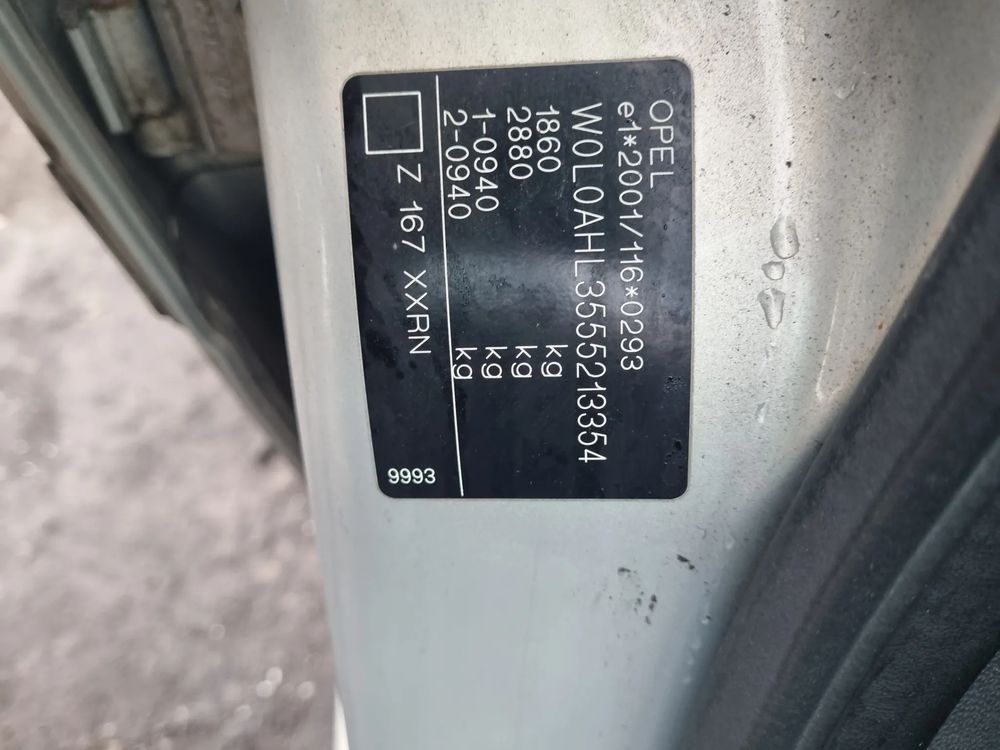 OPEL
e1*2001/116*0293
W0L0AHL3555213354
1860 kg
2880 kg
1-0940 kg
2-0940 kg
Z 167 XXRN
9993